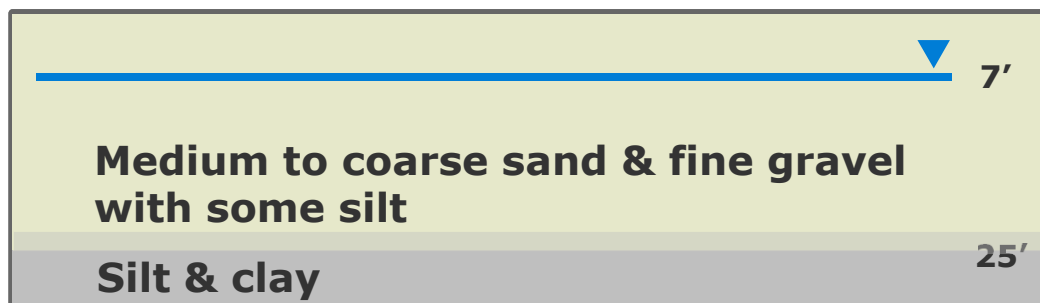 7′
Medium to coarse sand & fine gravel
with some silt
25′
Silt & clay